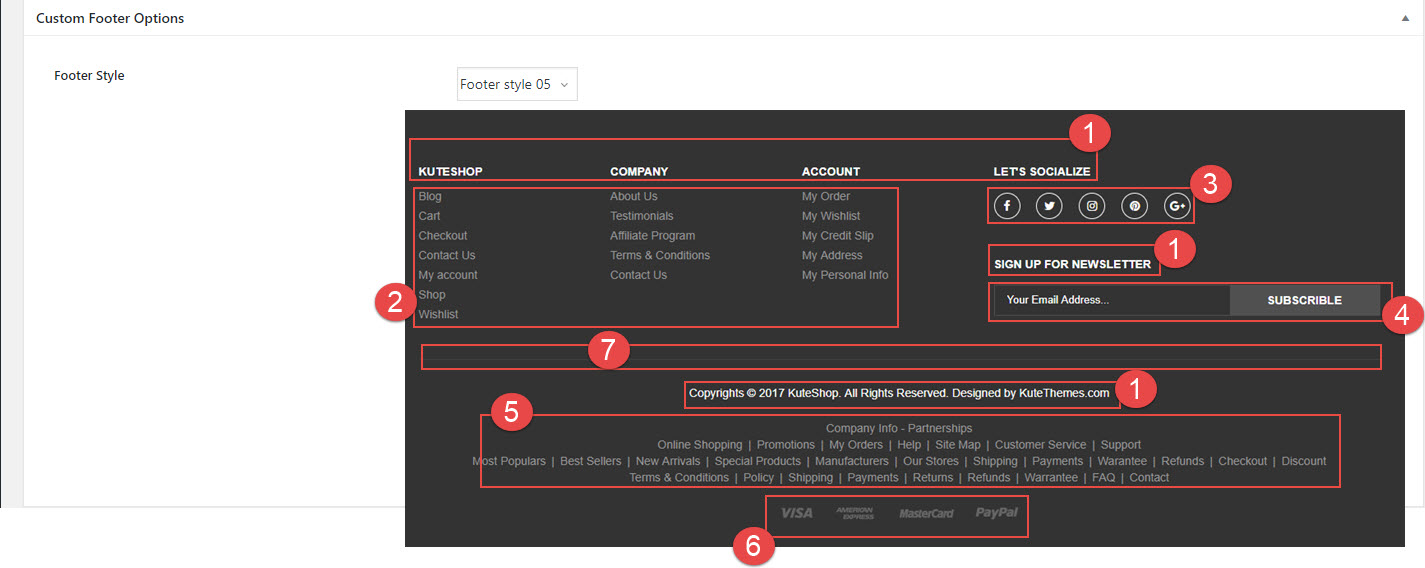 Custom Footer Options
Footer Style
Footer style 05
1
KUTESHOP
COMPANY
ACCOUNT
LET'S SOCIALIZE
3
Blog
Cart
Checkout
Contact Us
My account
Shop
Wishlist
2
About Us
Testimonials
Affiliate Program
Terms & Conditions
Contact Us
My Order
My Wishlist
My Credit Slip
My Address
My Personal Info
f
G+
1
SIGN UP FOR NEWSLETTER
Your Email Address...
SUBSCRIBLE
4
7
Copyrights © 2017 KuteShop. All Rights Reserved. Designed by KuteThemes.com
1
5
Company Info - Partnerships
Online Shopping | Promotions | My Orders | Help | Site Map | Customer Service | Support
Most Populars | Best Sellers | New Arrivals | Special Products | Manufacturers | Our Stores | Shipping | Payments | Warantee | Refunds | Checkout | Discount
Terms & Conditions | Policy | Shipping | Payments | Returns | Refunds | Warrantee | FAQ | Contact
VISA
AMERICAN EXPRESS
MasterCard
PayPal
6